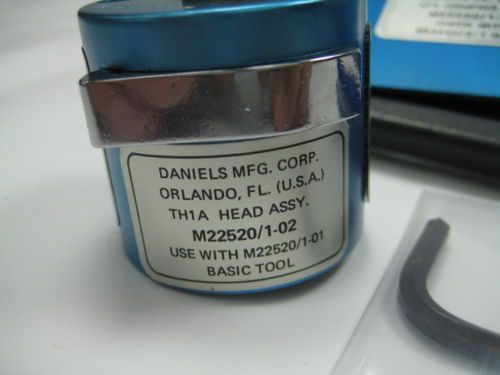 DANIELS MFG. CORP.
ORLANDO, FL. (U.S.A.)
TH1A HEAD ASSY.
M22520/1-02
USE WITH M22520/1-01
BASIC TOOL